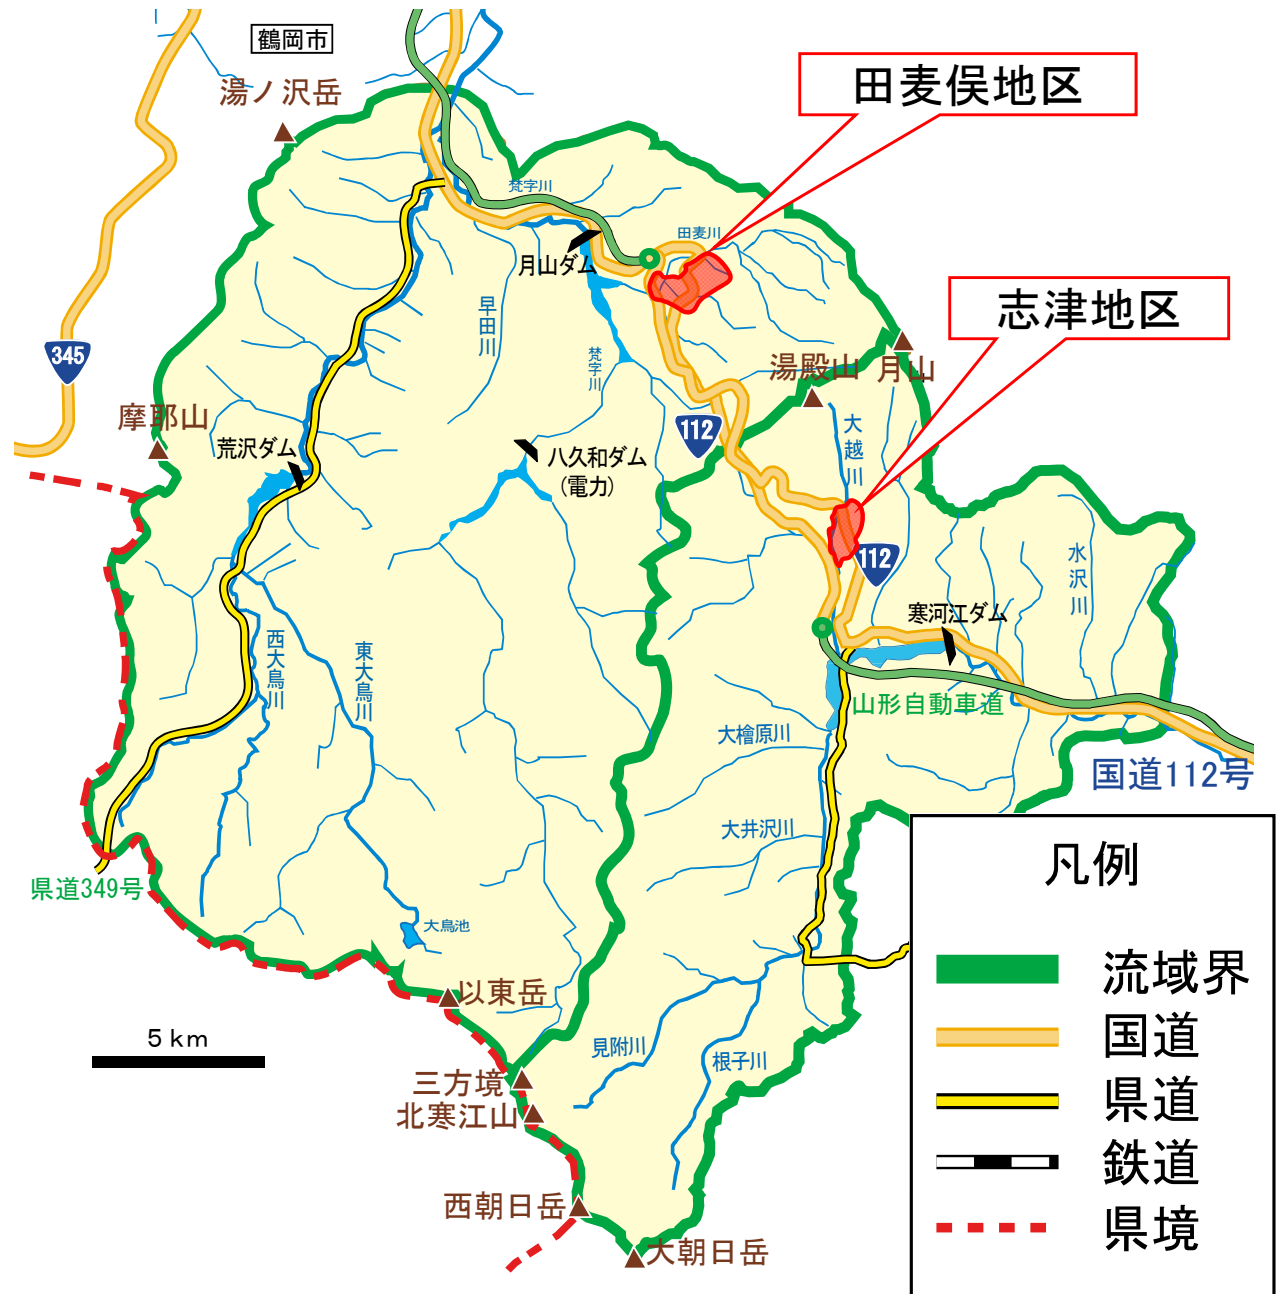 鶴岡市
湯ノ沢岳
田麦俣地区
梵字川
田麦川
月山ダム
志津地区
早田川
梵字川
345
湯殿山
月山
摩耶山
112
大越川
荒沢ダム
八久和ダム
(電力)
112
水沢川
寒河江ダム
西大鳥川
東大鳥川
山形自動車道
大檜原川
国道112号
大井沢川
県道349号
大鳥池
以東岳
5 km
見附川
根子川
三方境
北寒江山
西朝日岳
大朝日岳
凡例
流域界
国道
県道
鉄道
県境